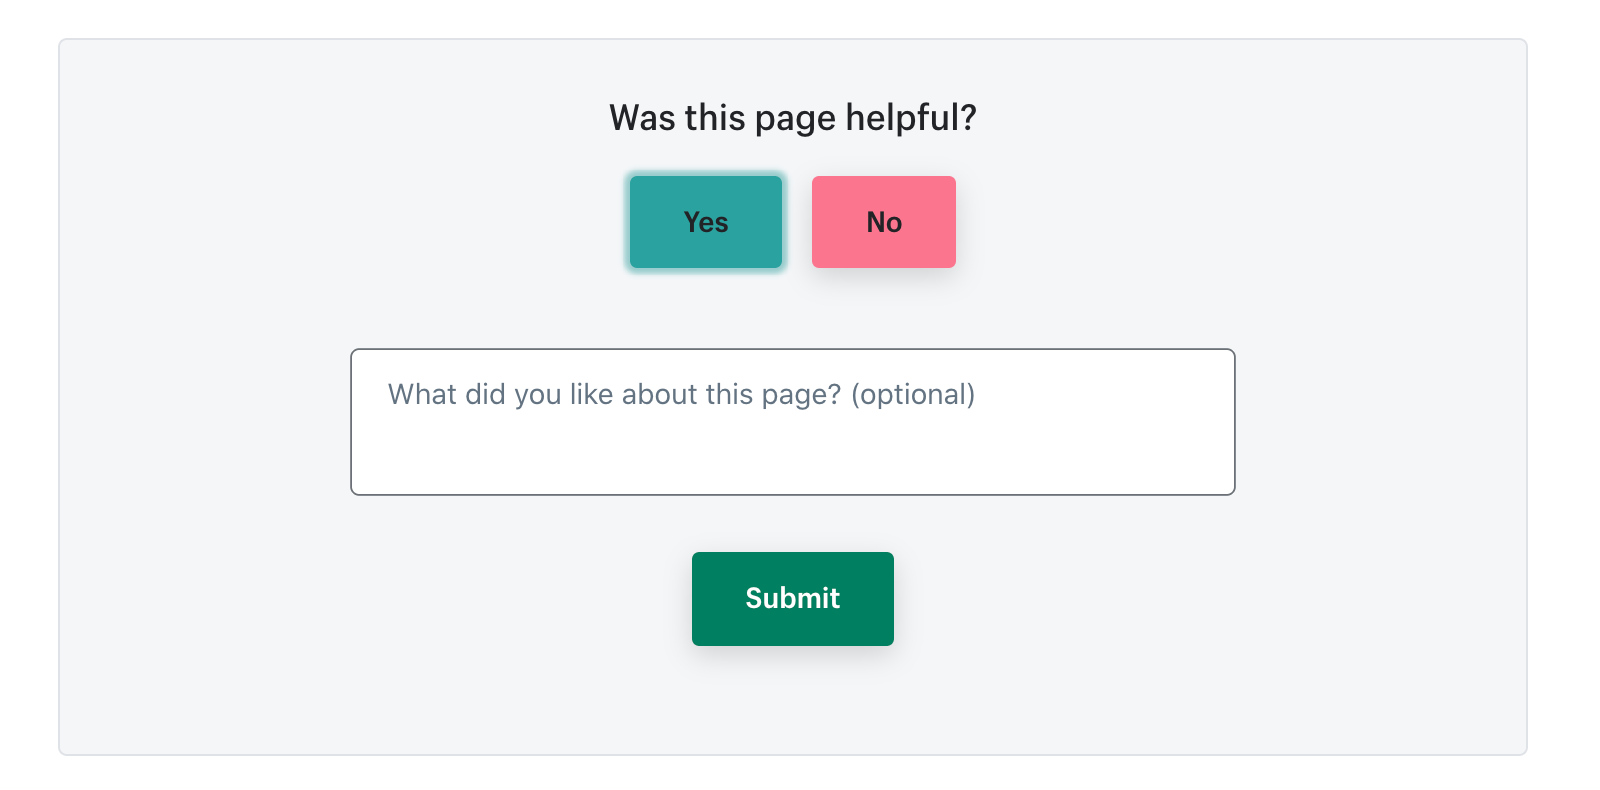 Was this page helpful?
Yes No
What did you like about this page? (optional)
Submit